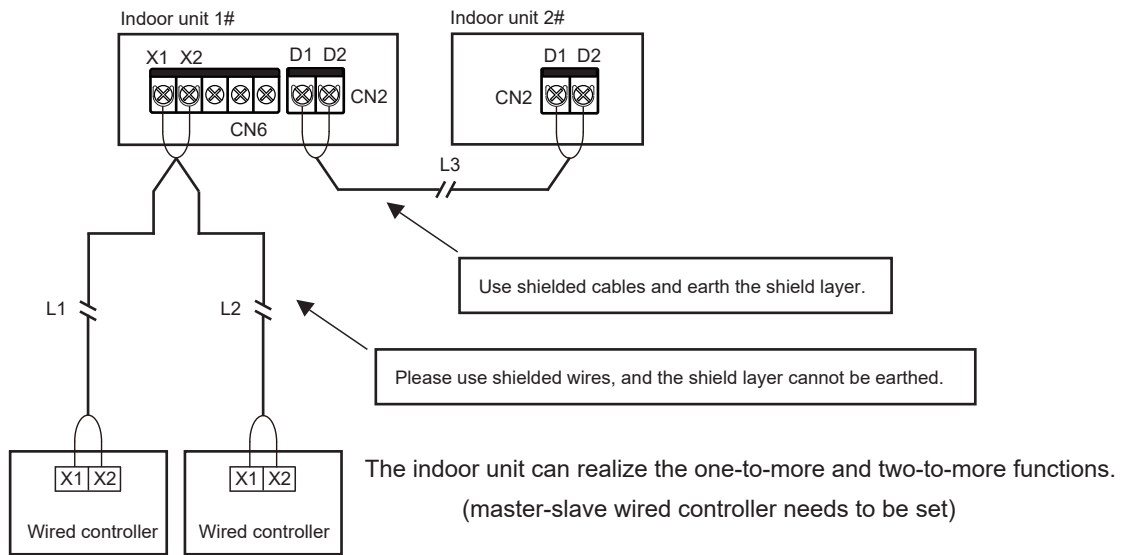 Indoor unit 1#
Indoor unit 2#
X1 X2
D1 D2
D1 D2
CN2
CN2
CN6
L3
Use shielded cables and earth the shield layer.
L1
L2
Please use shielded wires, and the shield layer cannot be earthed.
X1 X2
X1 X2
The indoor unit can realize the one-to-more and two-to-more functions.
(master-slave wired controller needs to be set)
Wired controller
Wired controller